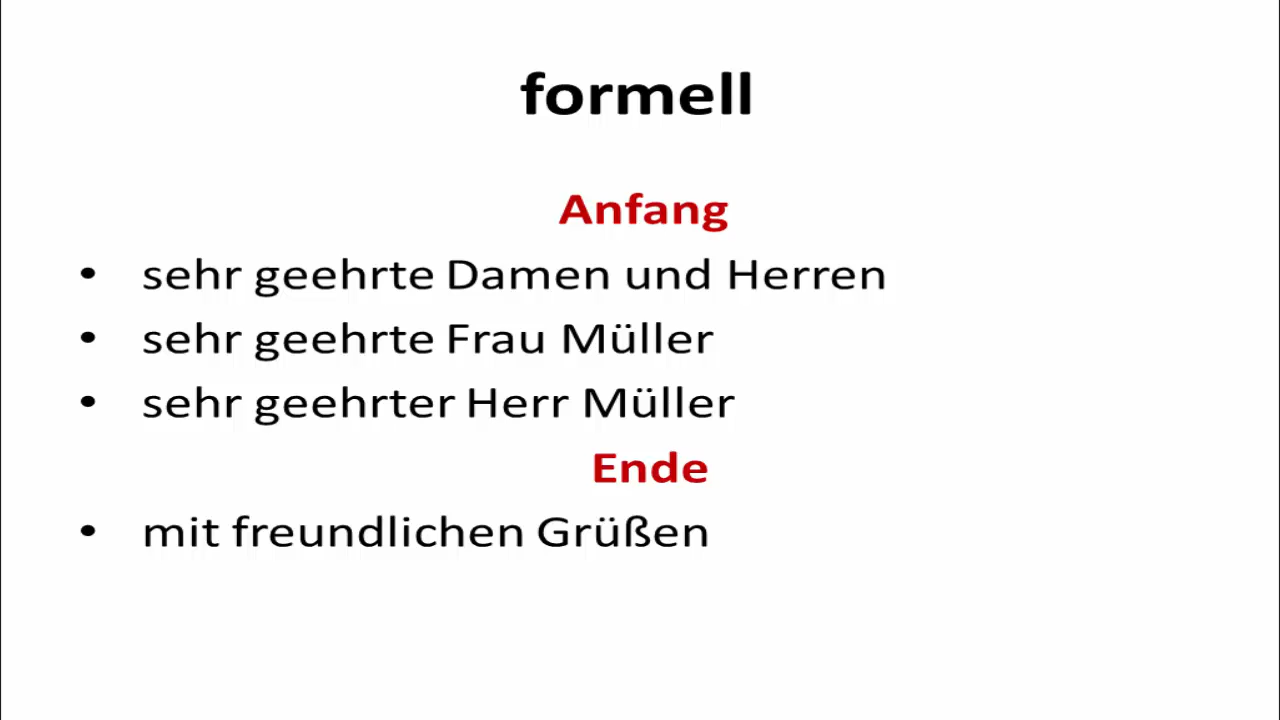 formell
Anfang
• sehr geehrte Damen und Herren
• sehr geehrte Frau Müller
• sehr geehrter Herr Müller
Ende
• mit freundlichen Grüßen